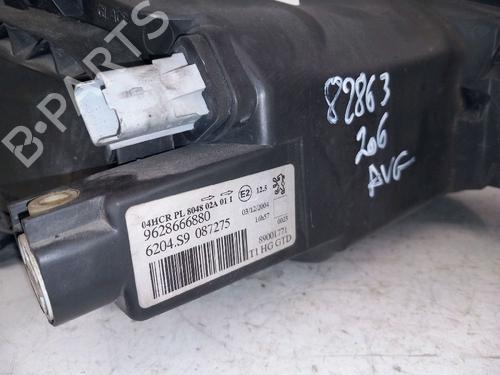 B-PARTS
82863
206
AVG
04HCR PL 8048 02A 01 I E2 12.5
9628666880 03/12/2004
6204.S9 087275 10h57 0025
89001771
T1 HG GTD